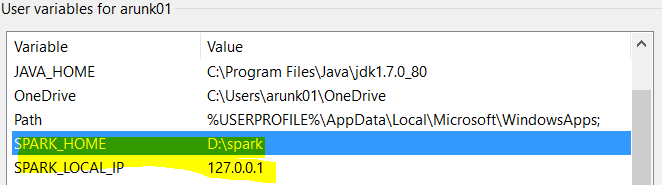 User variables for arunk01
Variable Value
JAVA_HOME C:\Program Files\Java\jdk1.7.0_80
OneDrive C:\Users\arunk01\OneDrive
Path %USERPROFILE%\AppData\Local\Microsoft\WindowsApps;
SPARK_HOME D:\spark
SPARK_LOCAL_IP 127.0.0.1